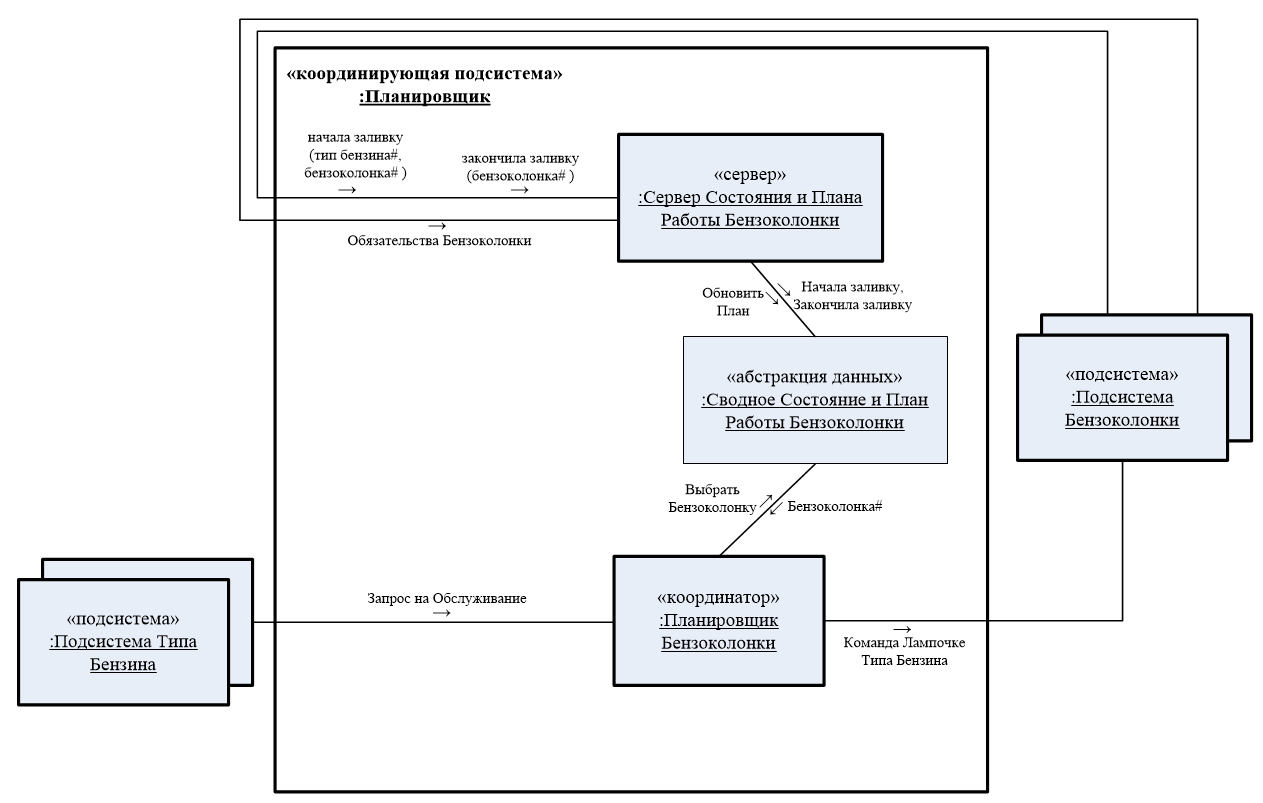 «координирующая подсистема»
:Планировщик
начала заливку
(тип бензина#,
бензоколонка# )
закончила заливку
(бензоколонка# )
Обязательства Бензоколонки
«сервер»
:Сервер Состояния и Плана
Работы Бензоколонки
Обновить
План
Начала заливку,
Закончила заливку
«абстракция данных»
:Сводное Состояние и План
Работы Бензоколонки
«подсистема»
:Подсистема
Бензоколонки
Выбрать
Бензоколонку
Бензоколонка#
«подсистема»
:Подсистема Типа
Бензина
Запрос на Обслуживание
«координатор»
:Планировщик
Бензоколонки
Команда Лампочке
Типа Бензина